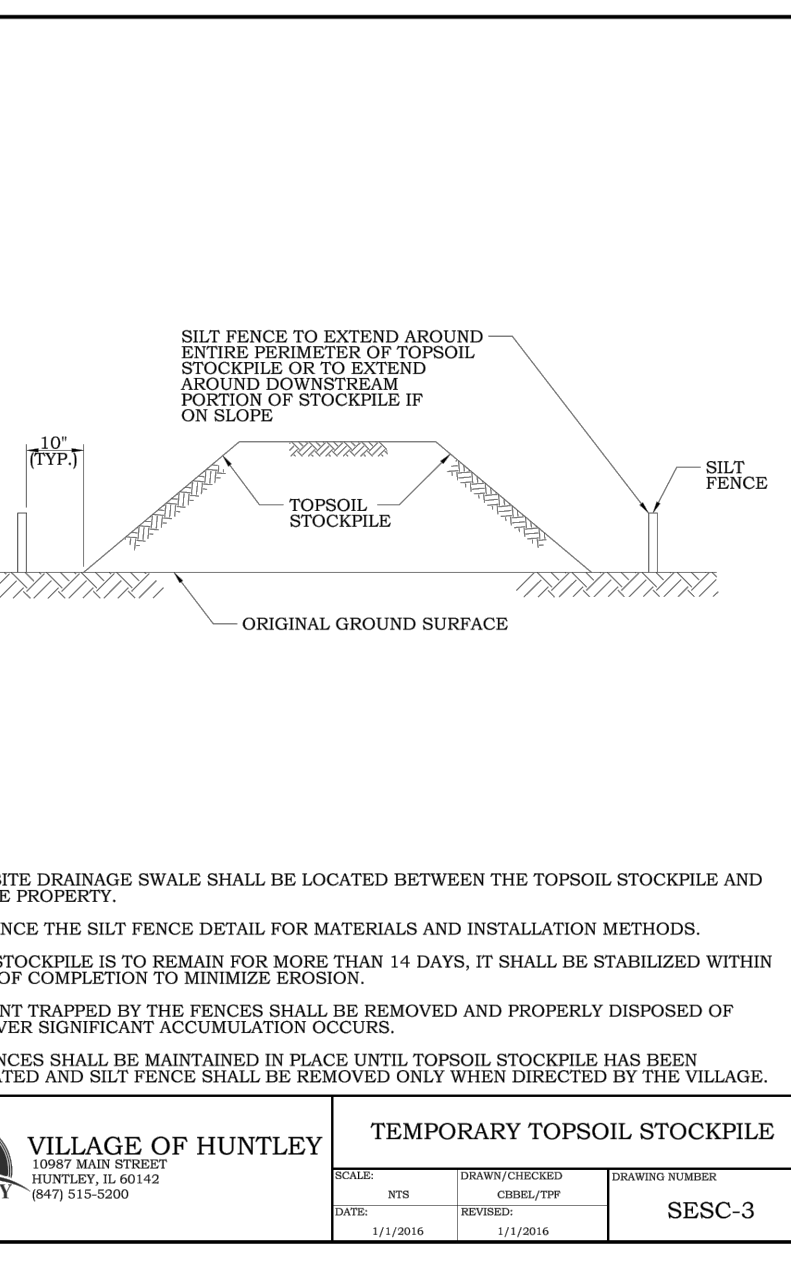 SILT FENCE TO EXTEND AROUND
ENTIRE PERIMETER OF TOPSOIL
STOCKPILE OR TO EXTEND
AROUND DOWNSTREAM
PORTION OF STOCKPILE IF
ON SLOPE
10"
(TYP.)
SILT
FENCE
TOPSOIL
STOCKPILE
ORIGINAL GROUND SURFACE
DRAINAGE SWALE SHALL BE LOCATED BETWEEN THE TOPSOIL STOCKPILE AND
PROPERTY.
THE SILT FENCE DETAIL FOR MATERIALS AND INSTALLATION METHODS.
STOCKPILE IS TO REMAIN FOR MORE THAN 14 DAYS, IT SHALL BE STABILIZED WITHIN
OF COMPLETION TO MINIMIZE EROSION.
TRAPPED BY THE FENCES SHALL BE REMOVED AND PROPERLY DISPOSED OF
SIGNIFICANT ACCUMULATION OCCURS.
SHALL BE MAINTAINED IN PLACE UNTIL TOPSOIL STOCKPILE HAS BEEN
AND SILT FENCE SHALL BE REMOVED ONLY WHEN DIRECTED BY THE VILLAGE.
VILLAGE OF HUNTLEY
10987 MAIN STREET
HUNTLEY, IL 60142
(847) 515-5200
TEMPORARY TOPSOIL STOCKPILE
SCALE:
NTS
DRAWN/CHECKED
CBBEL/TPF
DRAWING NUMBER
SESC-3
DATE:
1/1/2016
REVISED:
1/1/2016